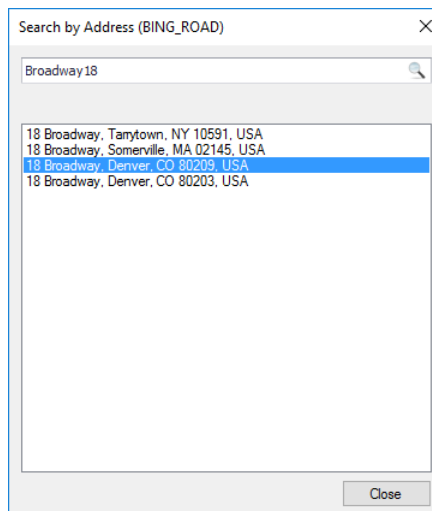 Search by Address (BING_ROAD)
Broadway18
18 Broadway, Tarrytown, NY 10591, USA
18 Broadway, Somerville, MA 02145, USA
18 Broadway, Denver, CO 80209, USA
18 Broadway, Denver, CO 80203, USA
Close